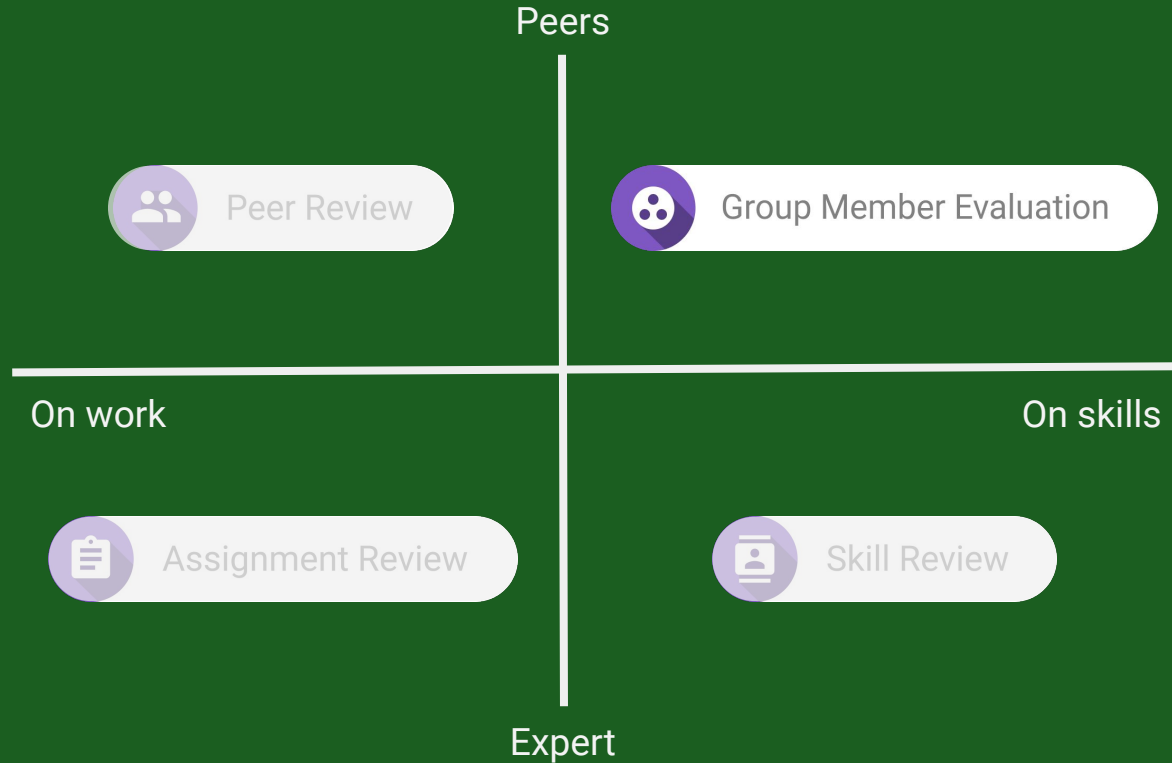 Peers
Peer Review
Group Member Evaluation
On work
On skills
Assignment Review
Skill Review
Expert